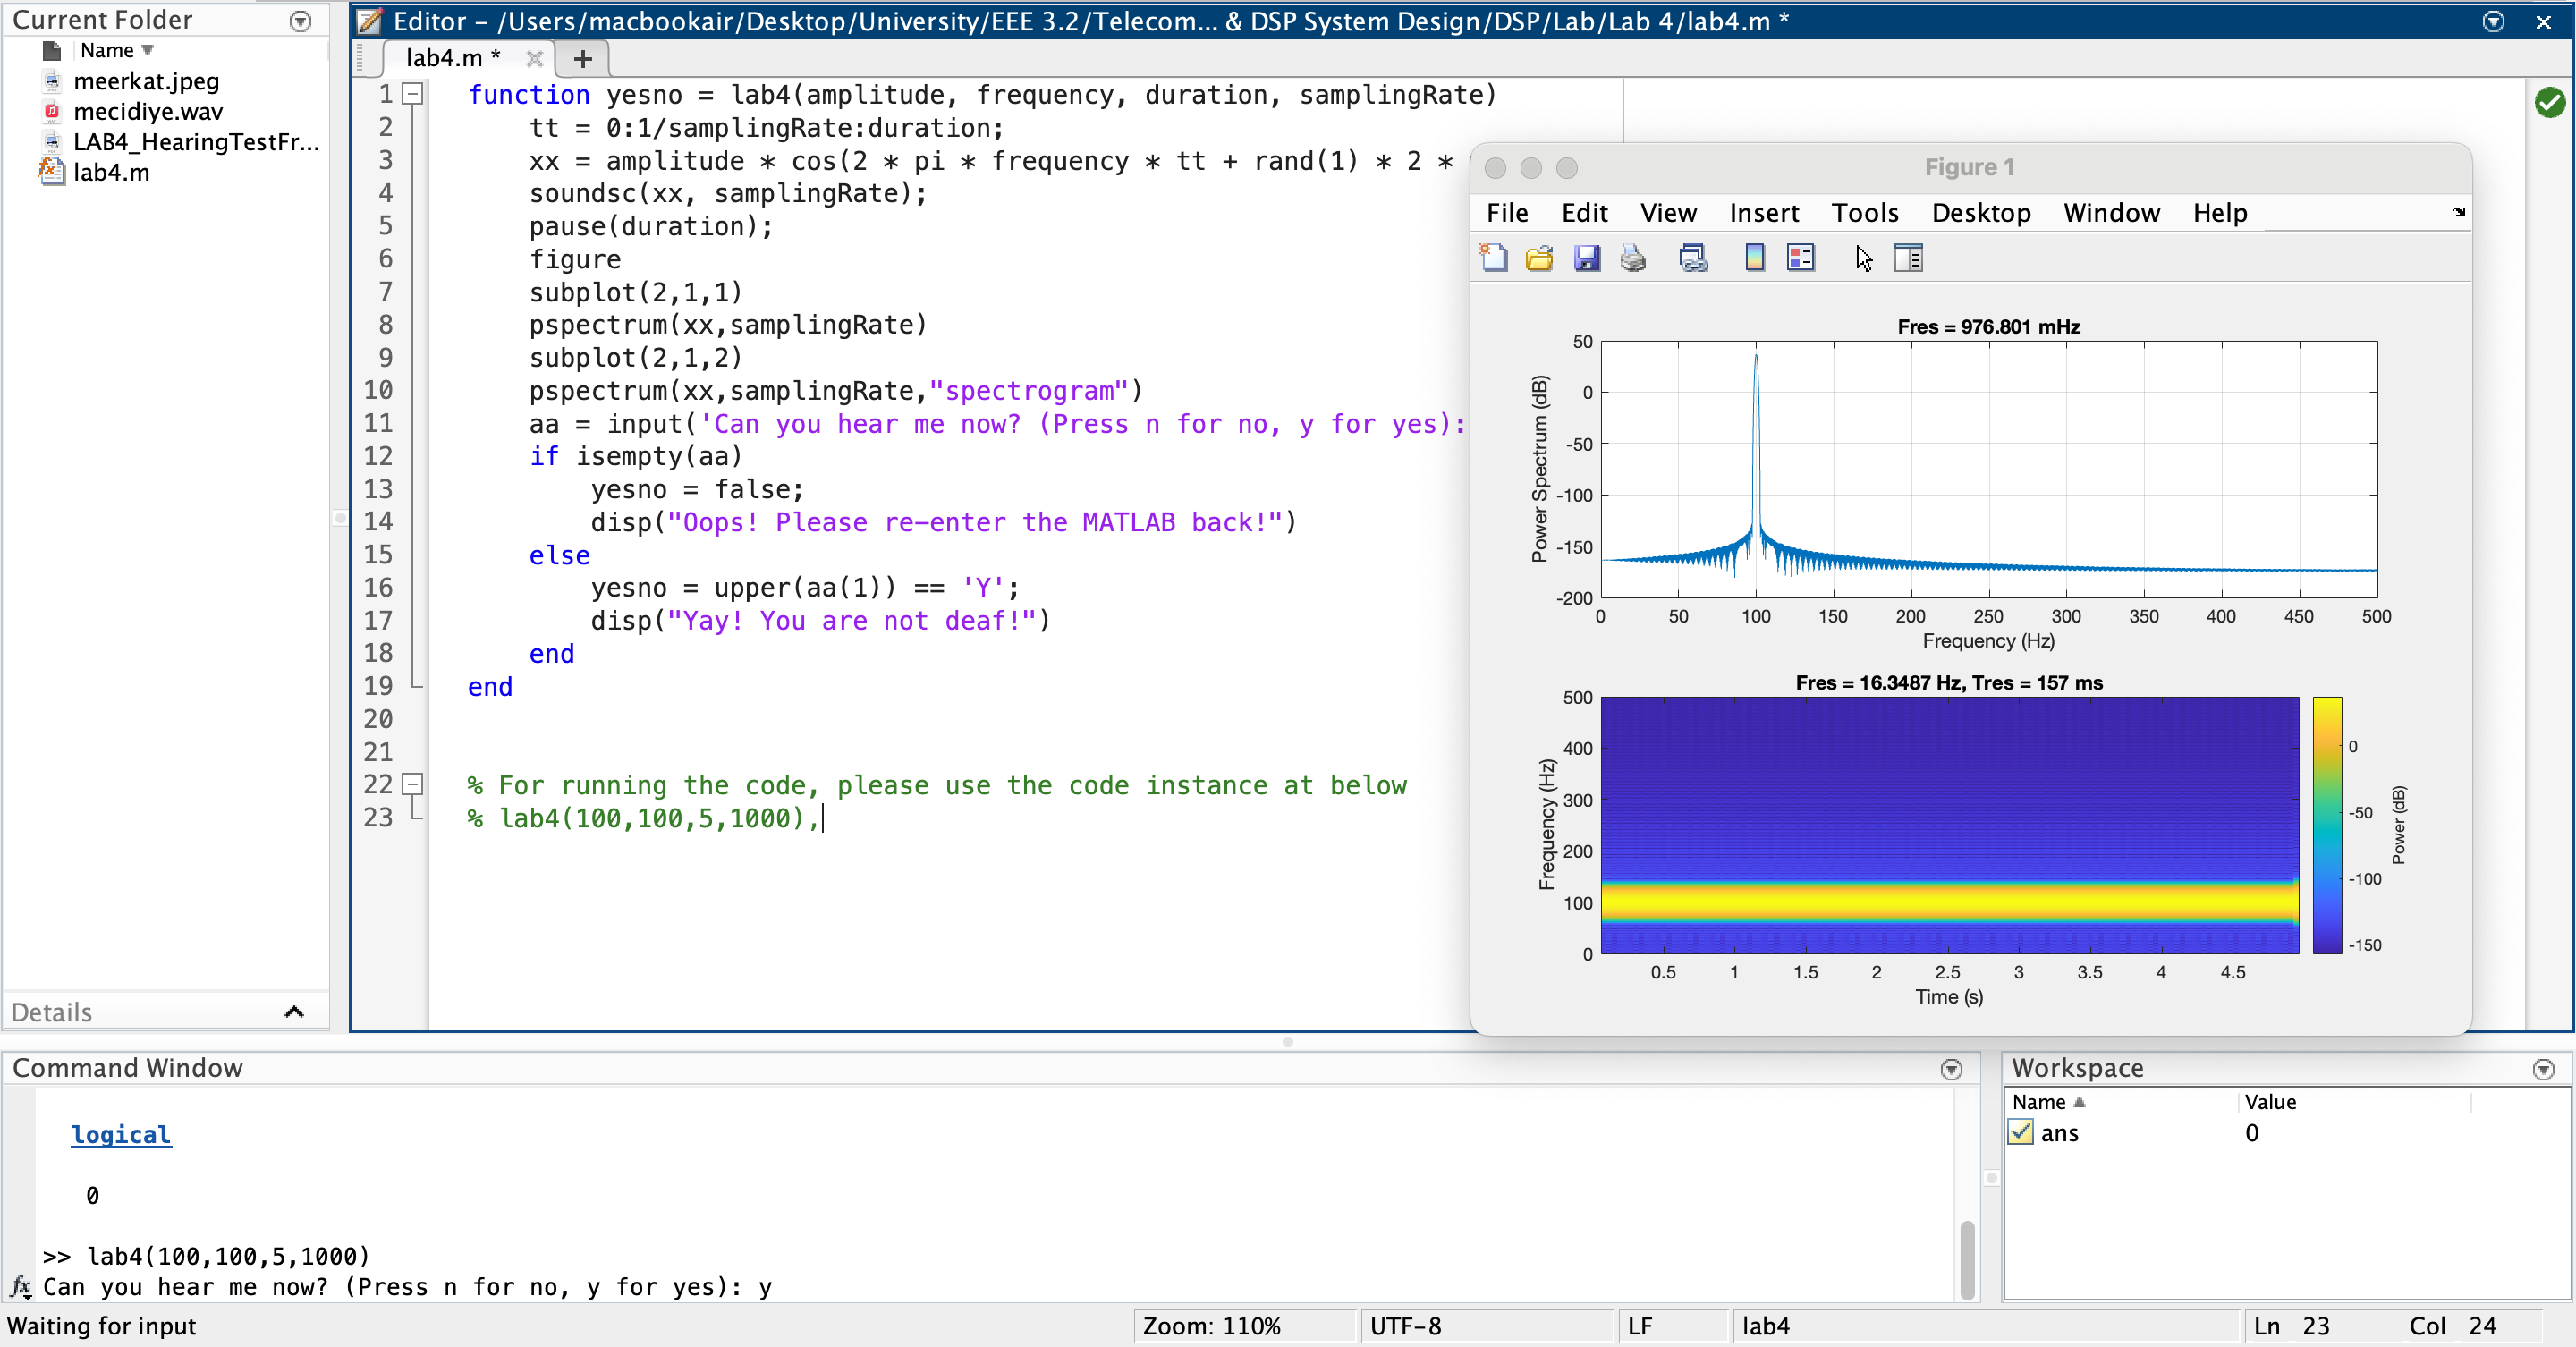 Current Folder
Name
meerkat.jpeg
mecidiye.wav
LAB4_HearingTestFr...
lab4.m
Details
Editor – /Users/macbookair/Desktop/University/EEE 3.2/Telecom... & DSP System Design/DSP/Lab/Lab 4/lab4.m *
lab4.m *
1 function yesno = lab4(amplitude, frequency, duration, samplingRate)
2 tt = 0:1/samplingRate:duration;
3 xx = amplitude * cos(2 * pi * frequency * tt + rand(1) * 2 *
4 soundsc(xx, samplingRate);
5 pause(duration);
6 figure
7 subplot(2,1,1)
8 pspectrum(xx,samplingRate)
9 subplot(2,1,2)
10 pspectrum(xx,samplingRate,"spectrogram")
11 aa = input('Can you hear me now? (Press n for no, y for yes):
12 if isempty(aa)
13 yesno = false;
14 disp("Oops! Please re-enter the MATLAB back!")
15 else
16 yesno = upper(aa(1)) == 'Y';
17 disp("Yay! You are not deaf!")
18 end
19 end
20
21
22 % For running the code, please use the code instance at below
23 % lab4(100,100,5,1000),
Figure 1
File Edit View Insert Tools Desktop Window Help
Fres = 976.801 mHz
Power Spectrum (dB)
50
0
-50
-100
-150
-200
0 50 100 150 200 250 300 350 400 450 500
Frequency (Hz)
Fres = 16.3487 Hz, Tres = 157 ms
Frequency (Hz)
500
400
300
200
100
0
0.5 1 1.5 2 2.5 3 3.5 4 4.5
Time (s)
0
-50
-100
-150
Power (dB)
Command Window
logical
0
>> lab4(100,100,5,1000)
fx Can you hear me now? (Press n for no, y for yes): y
Workspace
Name Value
ans 0
Waiting for input
Zoom: 110% UTF-8 LF lab4 Ln 23 Col 24